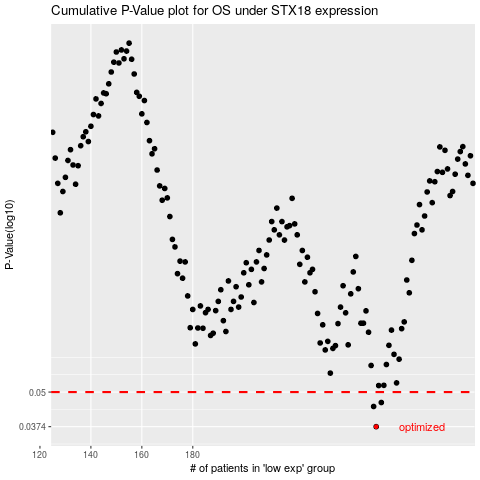 Cumulative P-Value plot for OS under STX18 expression
P-Value(log10)
0.05
0.0374
optimized
120 140 160 180
# of patients in 'low exp' group